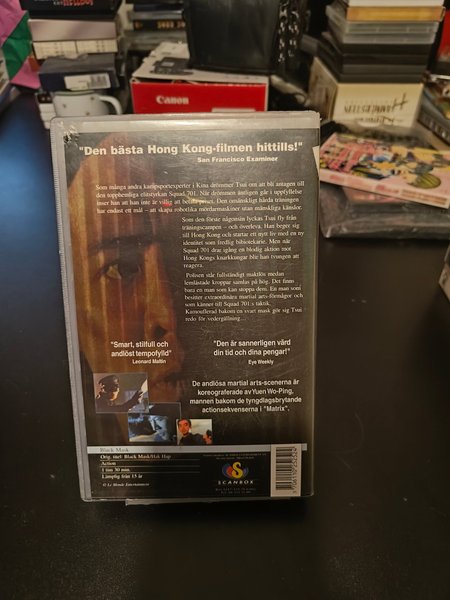 Canon
"Den bästa Hong Kong-filmen hittills!"
San Francisco Examiner
Som många andra kampsportexperter i Kina drömmer Tsui om att bli antagen till
den topphemliga elitstyrkan Squad 701. När drömmen äntligen går i uppfyllelse
inser han att han inte är villig att betala priset. Den omänskligt hårda träningen
har endast ett mål – att skapa robotlika mördarmaskiner utan mänskliga känslor.
Som den förste någonsin lyckas Tsui fly från
träningscampen – och överleva. Han beger sig
till Hong Kong och startar ett nytt liv med en ny
identitet som fredlig bibliotekarie. Men när
Squad 701 drar igång en blodig aktion mot
Hong Kongs knarkkungar blir han tvungen att
reagera.
Polisen står fullständigt maktlös medan
lemlästade kroppar samlas på hög. Det finns
bara en man som kan stoppa dem. En man som
besitter extraordinära martial arts-förmågor och
som känner till Squad 701:s taktik.
Kamouflerad bakom en svart mask gör sig Tsui
redo för vedergällning....
"Smart, stilfull och
andlöst tempofylld"
Leonard Maltin
"Den är sannerligen värd
din tid och dina pengar!"
Eye Weekly
De andlösa martial arts-scenerna är
koreograferade av Yuen Wo-Ping,
mannen bakom de tyngdlagsbrytande
actionsekvenserna i "Matrix".
Black Mask
Orig. titel: Black Mask/Hak Hap
Action
1 tim 30 min.
Lämplig från 15 år
© Le Monde Entertainment
SCANBOX